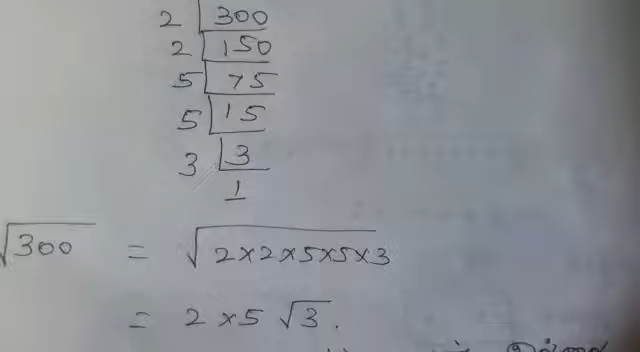 2 | 300
2 | 150
5 | 75
5 | 15
3 | 3
1
√300 = √2×2×5×5×3
= 2×5 √3.